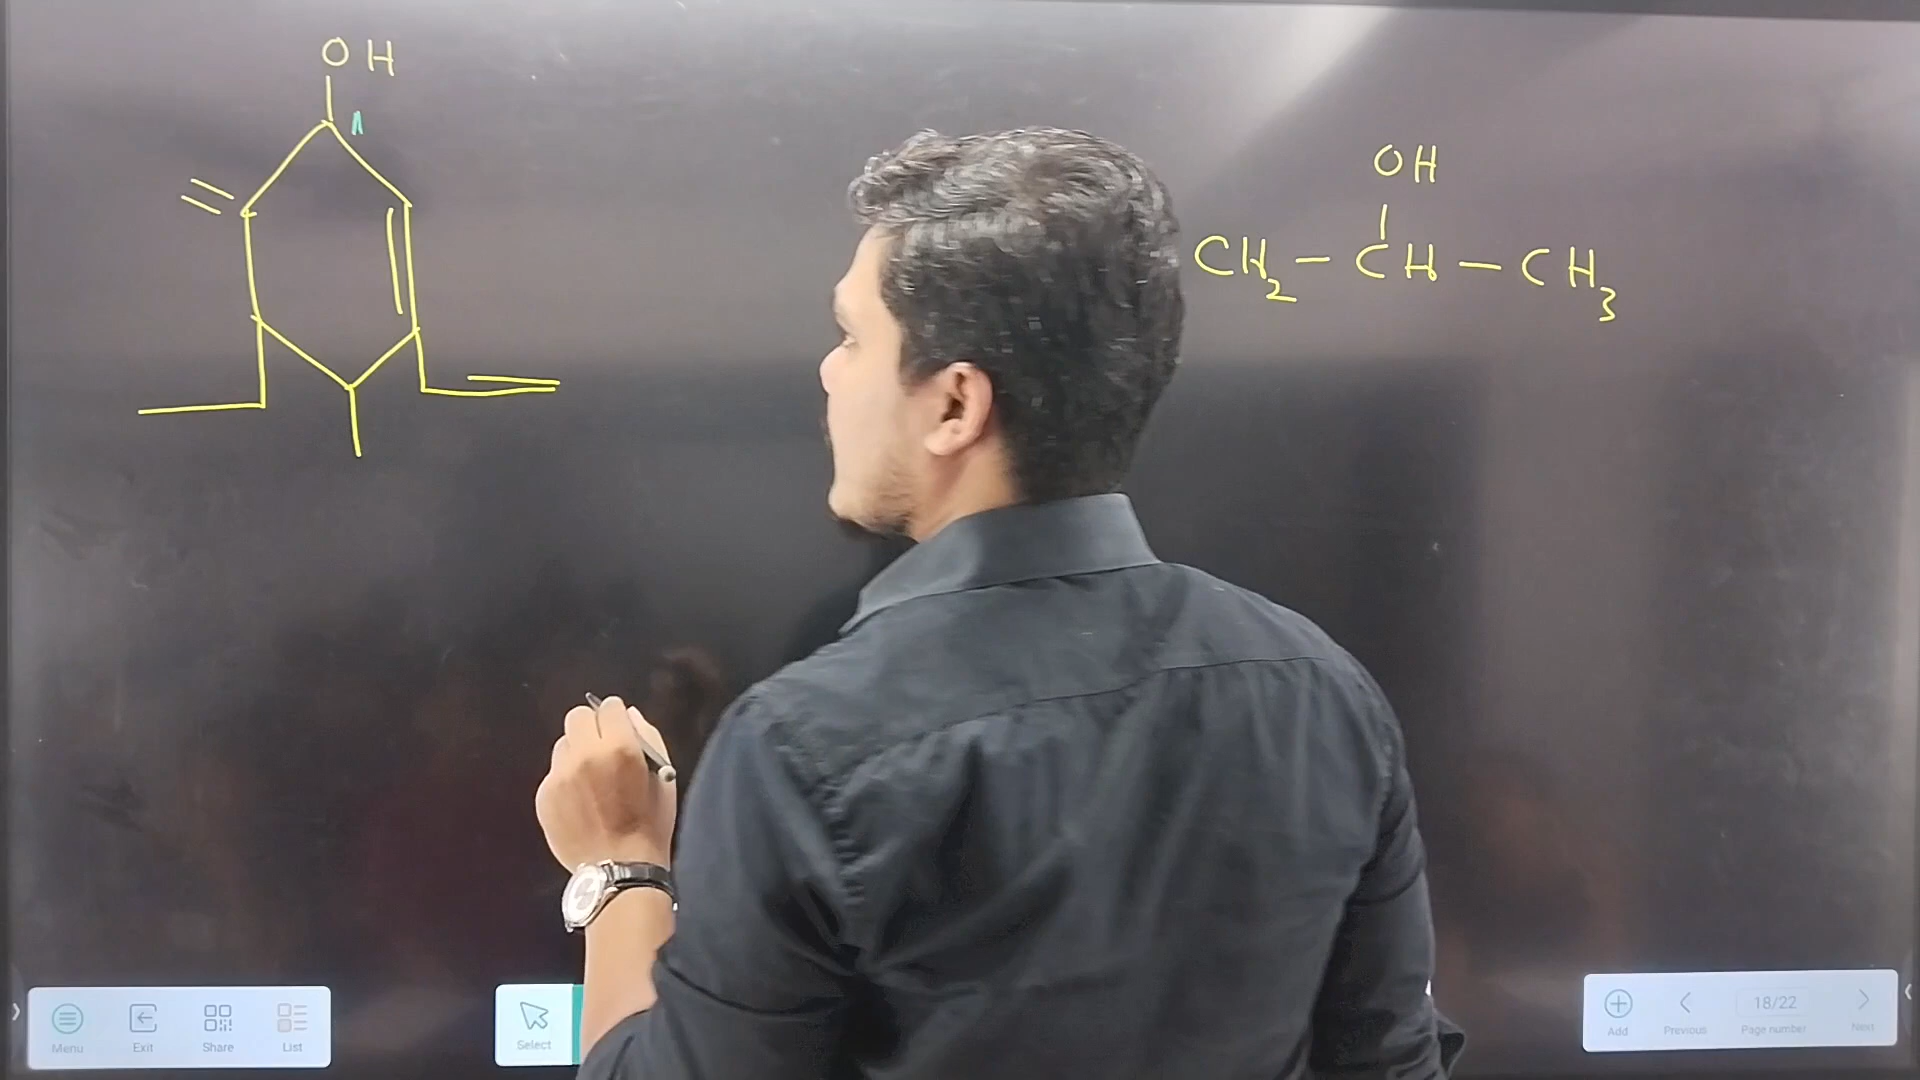 OH
1
OH
CH2 - CH - CH3
Menu
Exit
Share
List
Select
Add
Previous
18/22
Page number
Next